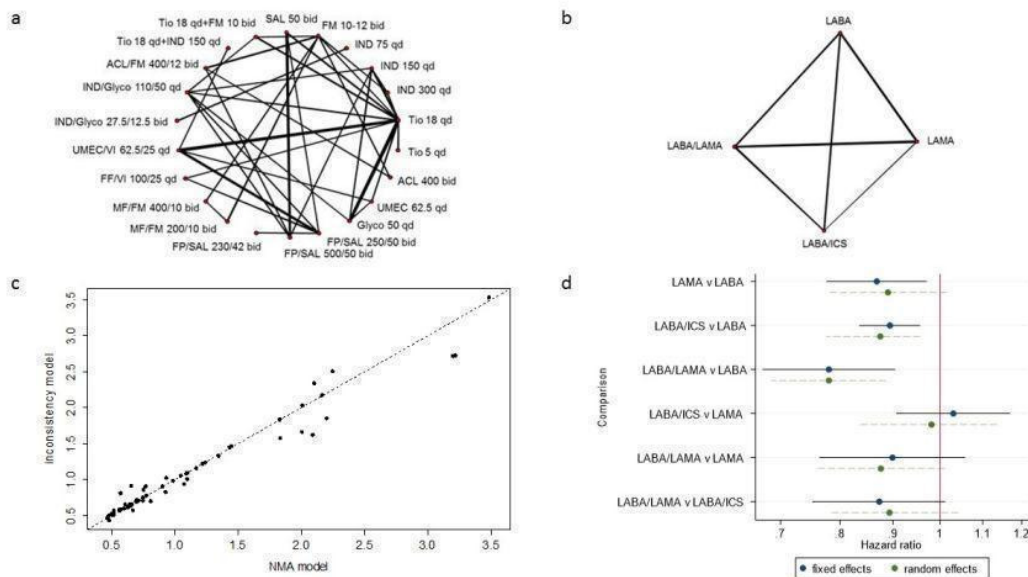 a
Tio 18 qd+FM 10 bid
SAL 50 bid
FM 10-12 bid
Tio 18 qd+IND 150 qd
IND 75 qd
ACL/FM 400/12 bid
IND 150 qd
IND/Glyco 110/50 qd
IND 300 qd
IND/Glyco 27.5/12.5 bid
Tio 18 qd
UMEC/VI 62.5/25 qd
Tio 5 qd
FF/VI 100/25 qd
ACL 400 bid
MF/FM 400/10 bid
UMEC 62.5 qd
MF/FM 200/10 bid
Glyco 50 qd
FP/SAL 230/42 bid
FP/SAL 250/50 bid
FP/SAL 500/50 bid
b
LABA
LABA/LAMA
LAMA
LABA/ICS
c
Inconsistency model
3.5
3.0
2.5
2.0
1.5
1.0
0.5
0.5 1.0 1.5 2.0 2.5 3.0 3.5
NMA model
d
Comparison
LAMA v LABA
LABA/ICS v LABA
LABA/LAMA v LABA
LABA/ICS v LAMA
LABA/LAMA v LAMA
LABA/LAMA v LABA/ICS
.7 .8 .9 1 1.1 1.2
Hazard ratio
fixed effects random effects